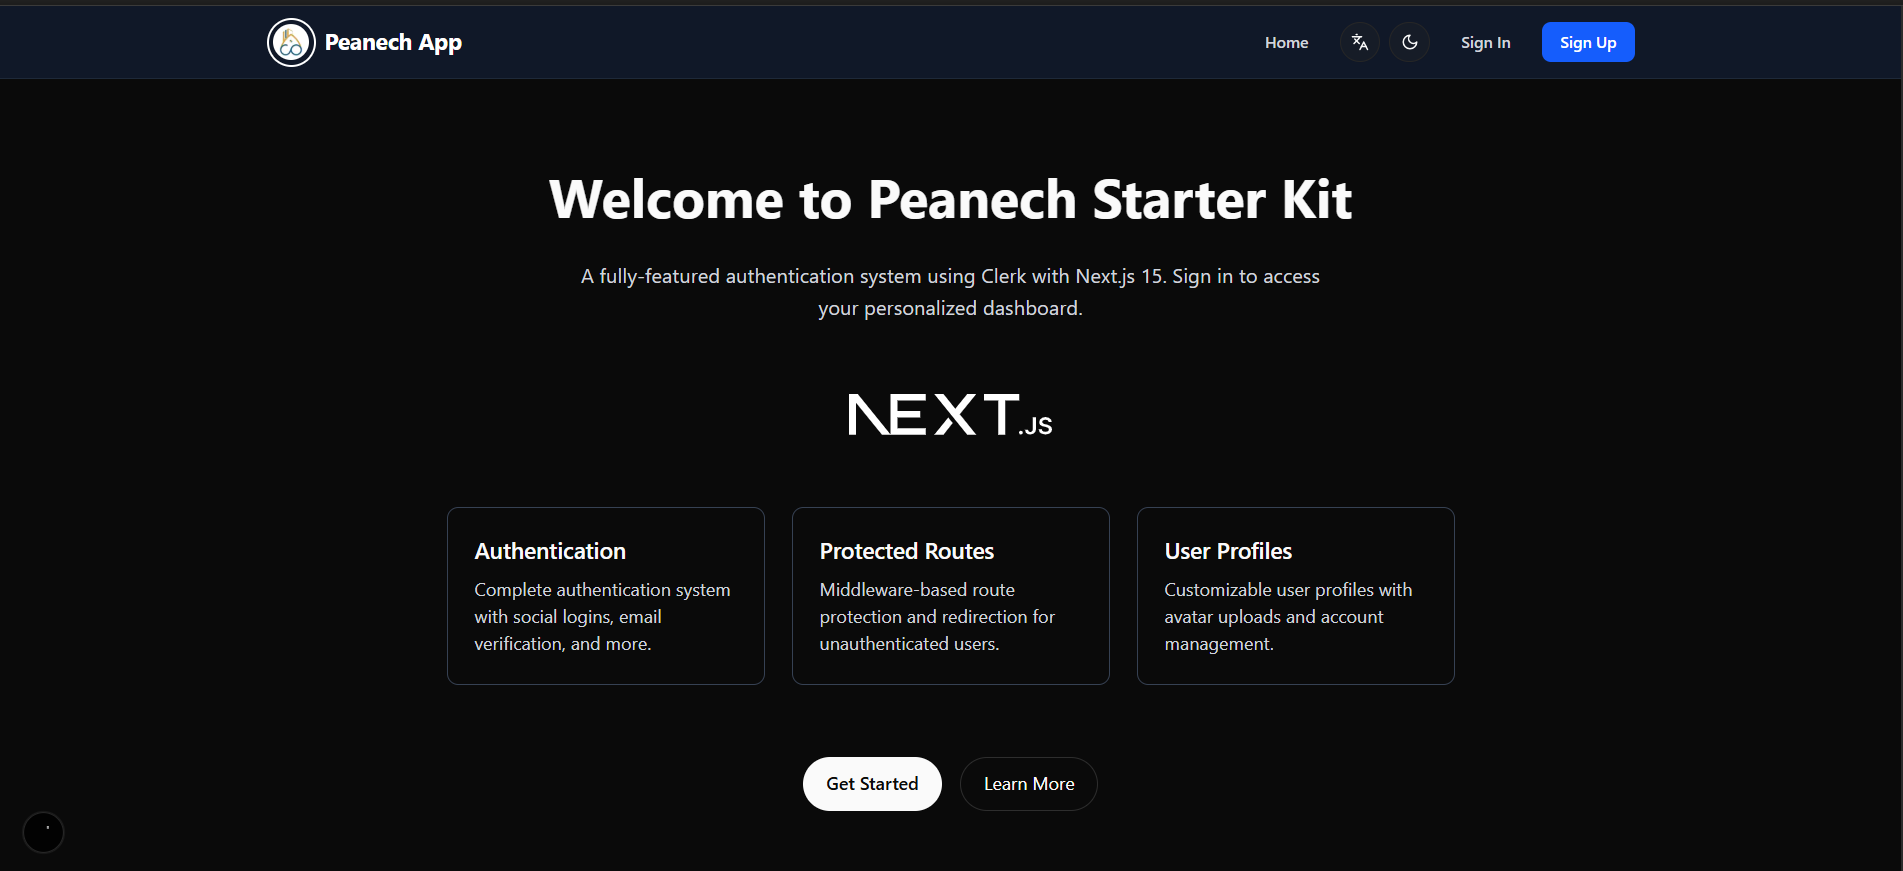 Peanech App
Home
Sign In
Sign Up
Welcome to Peanech Starter Kit
A fully-featured authentication system using Clerk with Next.js 15. Sign in to access
your personalized dashboard.
NEXT.JS
Authentication
Complete authentication system
with social logins, email
verification, and more.
Protected Routes
Middleware-based route
protection and redirection for
unauthenticated users.
User Profiles
Customizable user profiles with
avatar uploads and account
management.
Get Started
Learn More